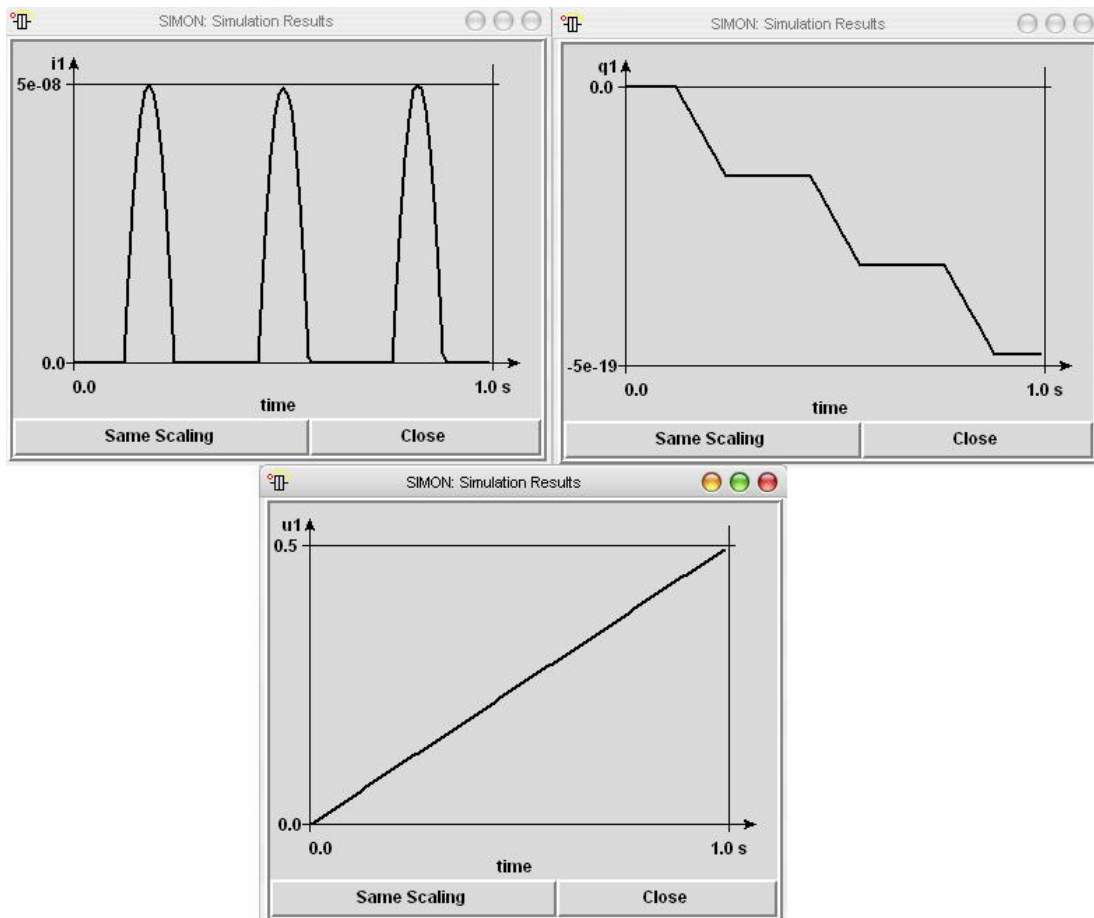 SIMON: Simulation Results
i1
5e-08
0.0
0.0
1.0 s
time
Same Scaling
Close
SIMON: Simulation Results
q1
0.0
-5e-19
0.0
1.0 s
time
Same Scaling
Close
SIMON: Simulation Results
u1
0.5
0.0
0.0
1.0 s
time
Same Scaling
Close